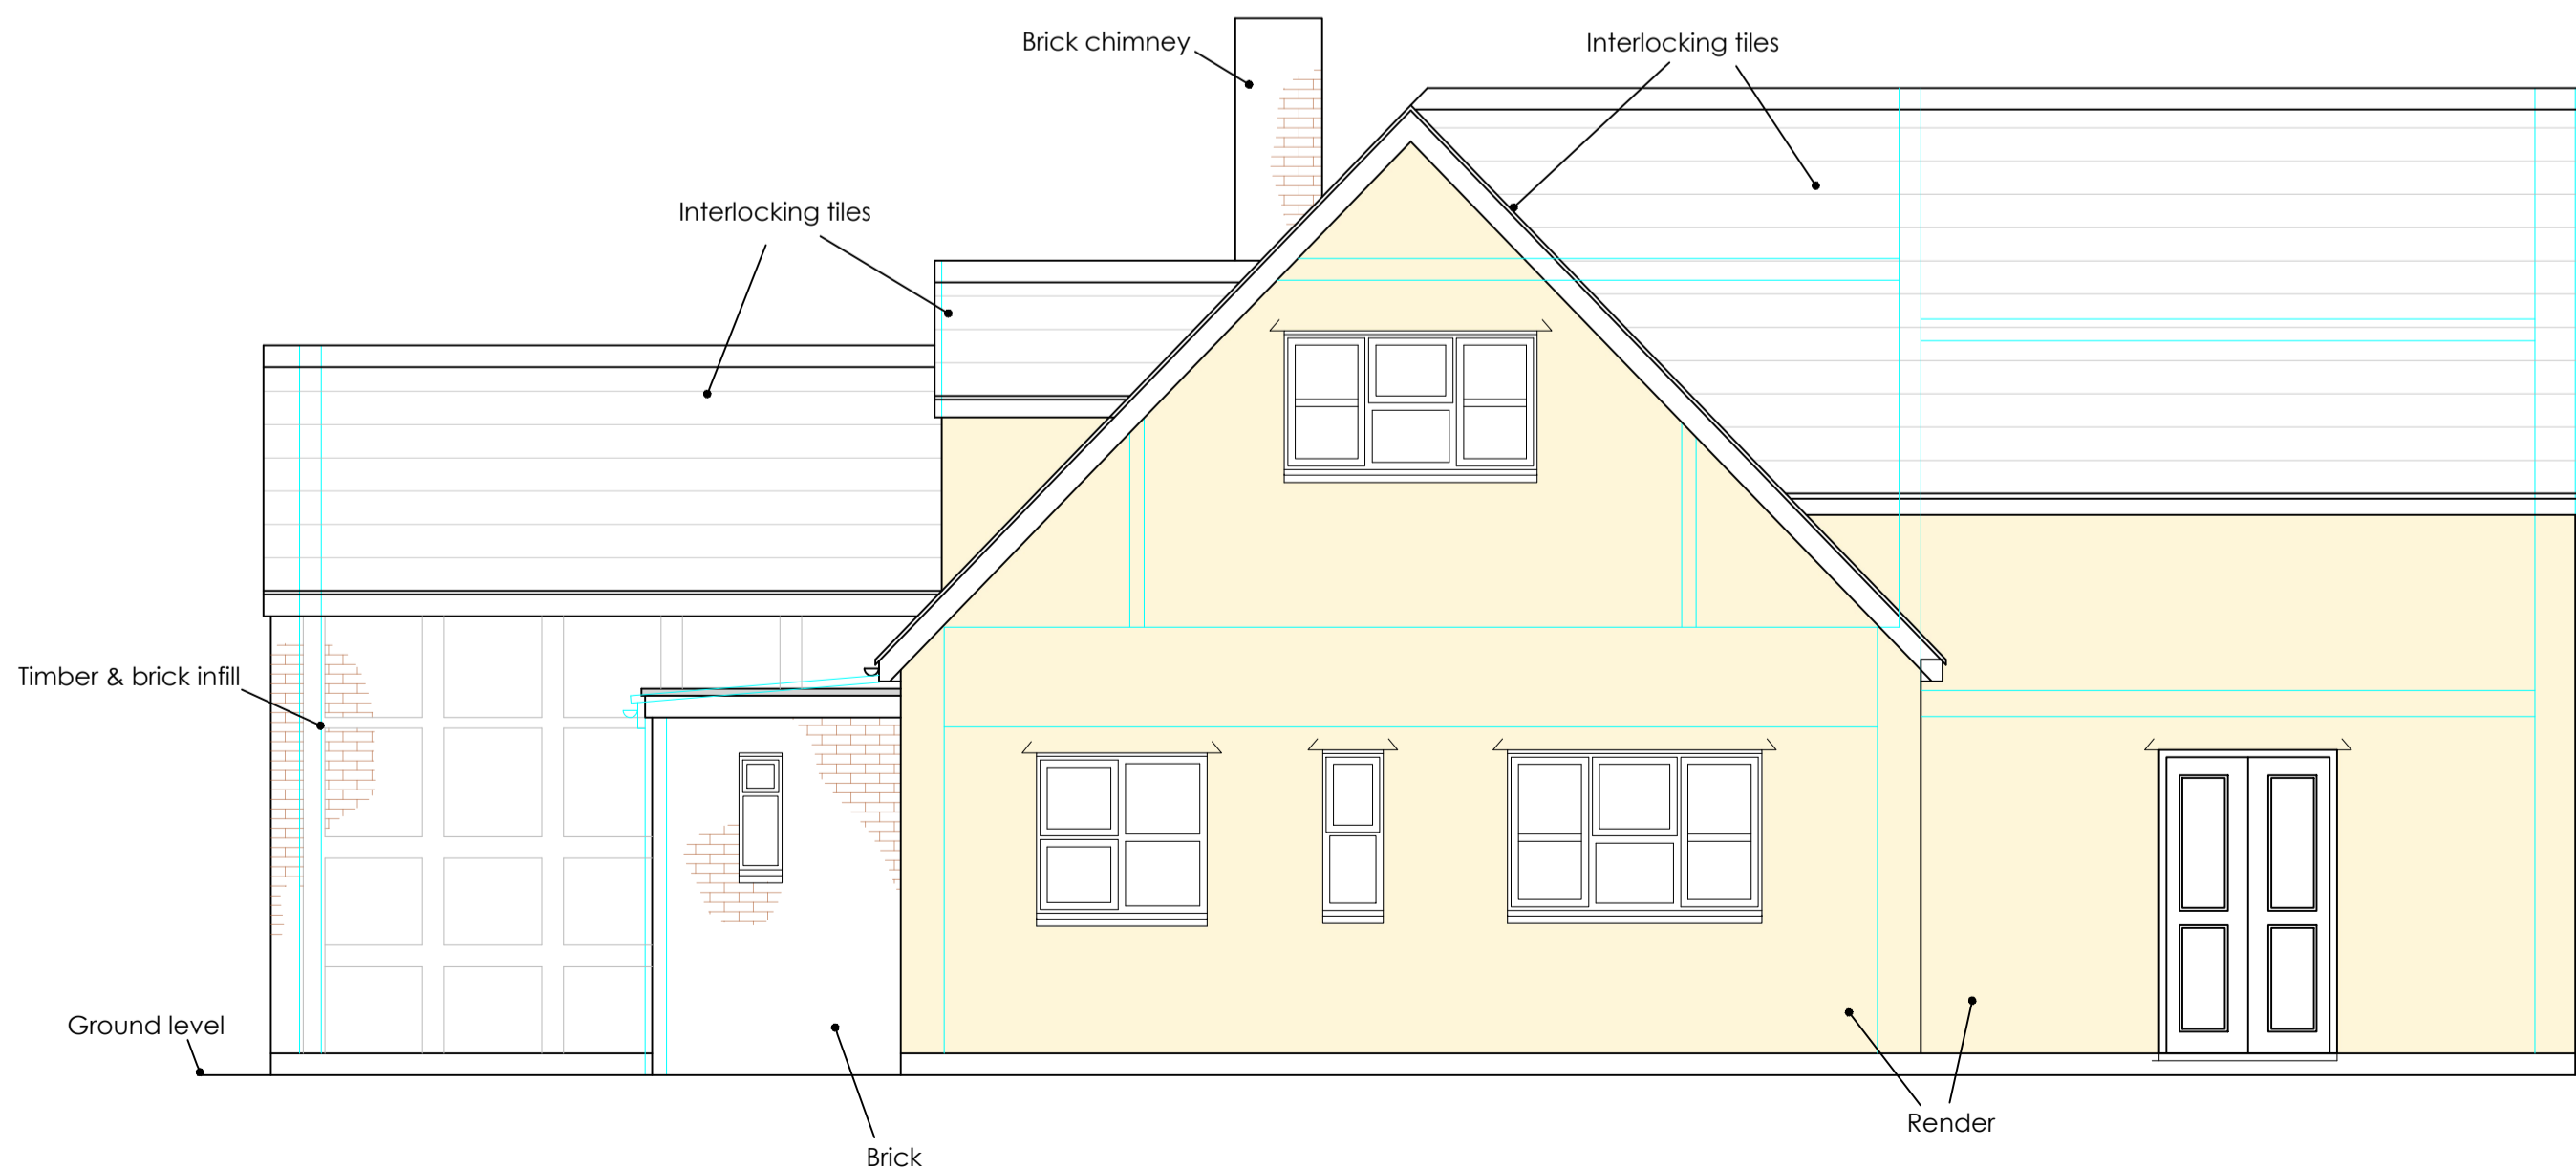 Brick chimney
Interlocking tiles
Interlocking tiles
Timber & brick infill
Ground level
Render
Brick